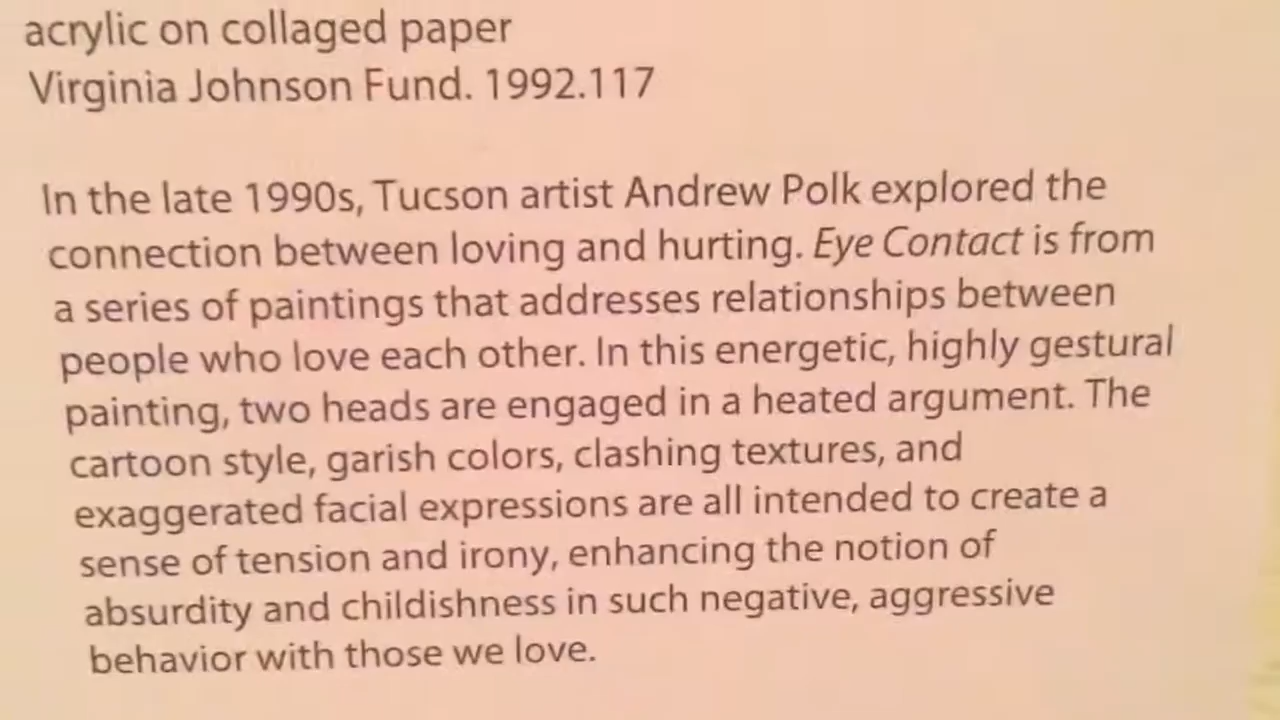 acrylic on collaged paper
Virginia Johnson Fund. 1992.117
In the late 1990s, Tucson artist Andrew Polk explored the
connection between loving and hurting. Eye Contact is from
a series of paintings that addresses relationships between
people who love each other. In this energetic, highly gestural
painting, two heads are engaged in a heated argument. The
cartoon style, garish colors, clashing textures, and
exaggerated facial expressions are all intended to create a
sense of tension and irony, enhancing the notion of
absurdity and childishness in such negative, aggressive
behavior with those we love.